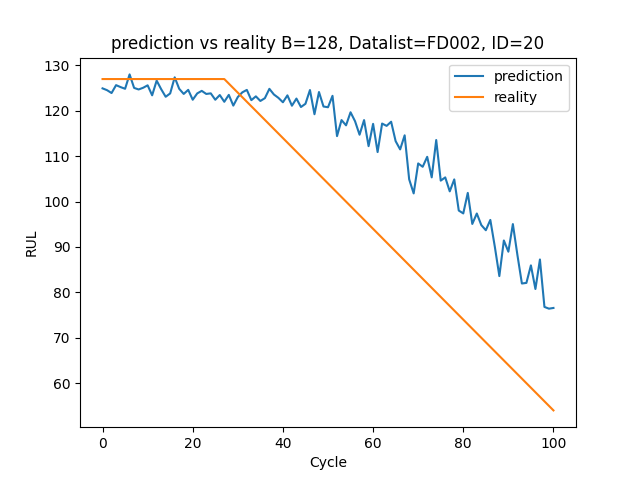 prediction vs reality B=128, Datalist=FD002, ID=20
prediction
reality
RUL
130
120
110
100
90
80
70
60
0 20 40 60 80 100
Cycle